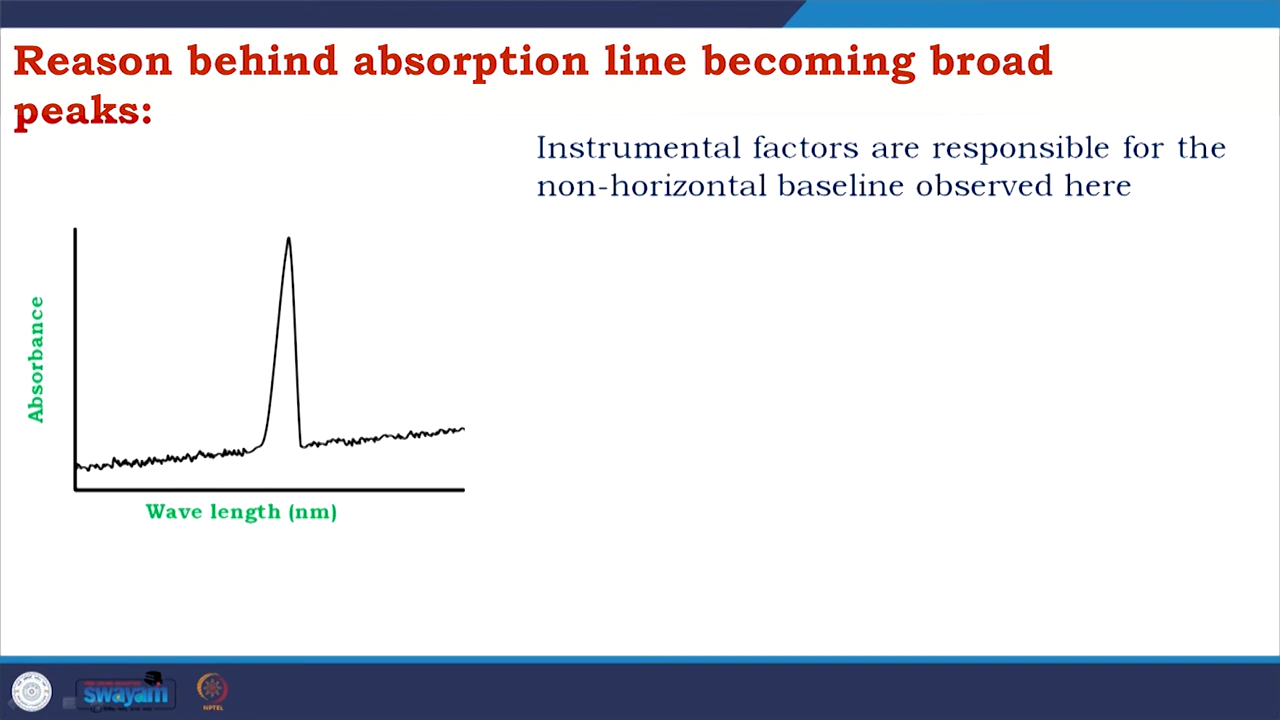 Reason behind absorption line becoming broad
peaks:
Instrumental factors are responsible for the
non-horizontal baseline observed here
Absorbance
Wave length (nm)
swayam
NPTEL